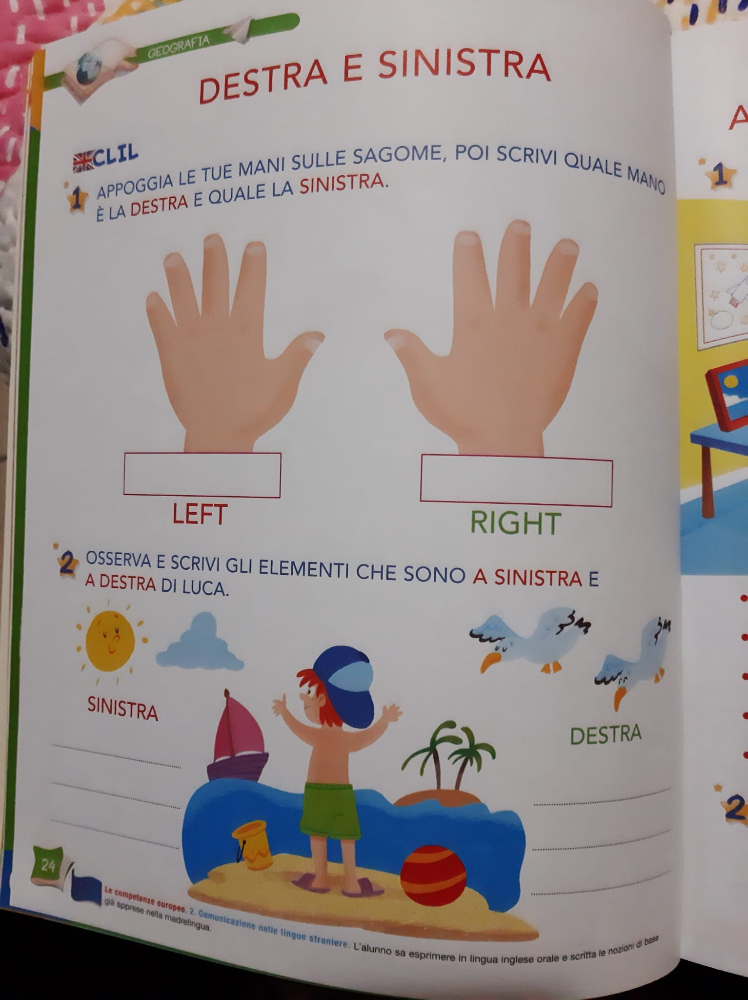 GEOGRAFIA
DESTRA E SINISTRA
CLIL
1 APPOGGIA LE TUE MANI SULLE SAGOME, POI SCRIVI QUALE MANO
È LA DESTRA E QUALE LA SINISTRA.
LEFT
RIGHT
2 OSSERVA E SCRIVI GLI ELEMENTI CHE SONO A SINISTRA E
A DESTRA DI LUCA.
SINISTRA
DESTRA
24
Le competenze europee. 2. Comunicazione nelle lingue straniere. L'alunno sa esprimere in lingua inglese orale e scritta le nozioni di base
già apprese nella madrelingua.
A
1
2